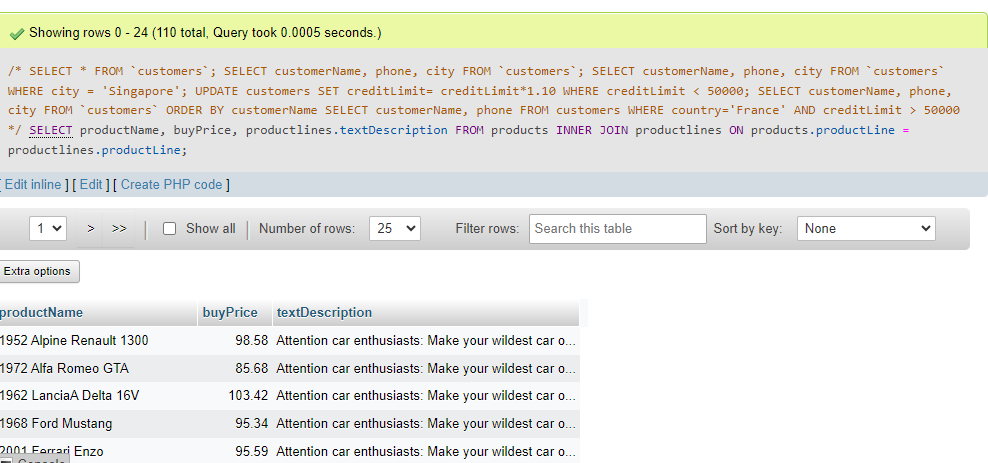 Showing rows 0 - 24 (110 total, Query took 0.0005 seconds.)
/* SELECT * FROM `customers`; SELECT customerName, phone, city FROM `customers`; SELECT customerName, phone, city FROM `customers`
WHERE city = 'Singapore'; UPDATE customers SET creditLimit= creditLimit*1.10 WHERE creditLimit < 50000; SELECT customerName, phone,
city FROM `customers` ORDER BY customerName SELECT customerName, phone FROM customers WHERE country='France' AND creditLimit > 50000
*/ SELECT productName, buyPrice, productlines.textDescription FROM products INNER JOIN productlines ON products.productLine =
productlines.productLine;
[ Edit inline ] [ Edit ] [ Create PHP code ]
1 > >> Show all Number of rows: 25 Filter rows: Search this table Sort by key: None
Extra options
productName buyPrice textDescription
1952 Alpine Renault 1300 98.58 Attention car enthusiasts: Make your wildest car o...
1972 Alfa Romeo GTA 85.68 Attention car enthusiasts: Make your wildest car o...
1962 LanciaA Delta 16V 103.42 Attention car enthusiasts: Make your wildest car o...
1968 Ford Mustang 95.34 Attention car enthusiasts: Make your wildest car o...
2001 Ferrari Enzo 95.59 Attention car enthusiasts: Make your wildest car o...
Console